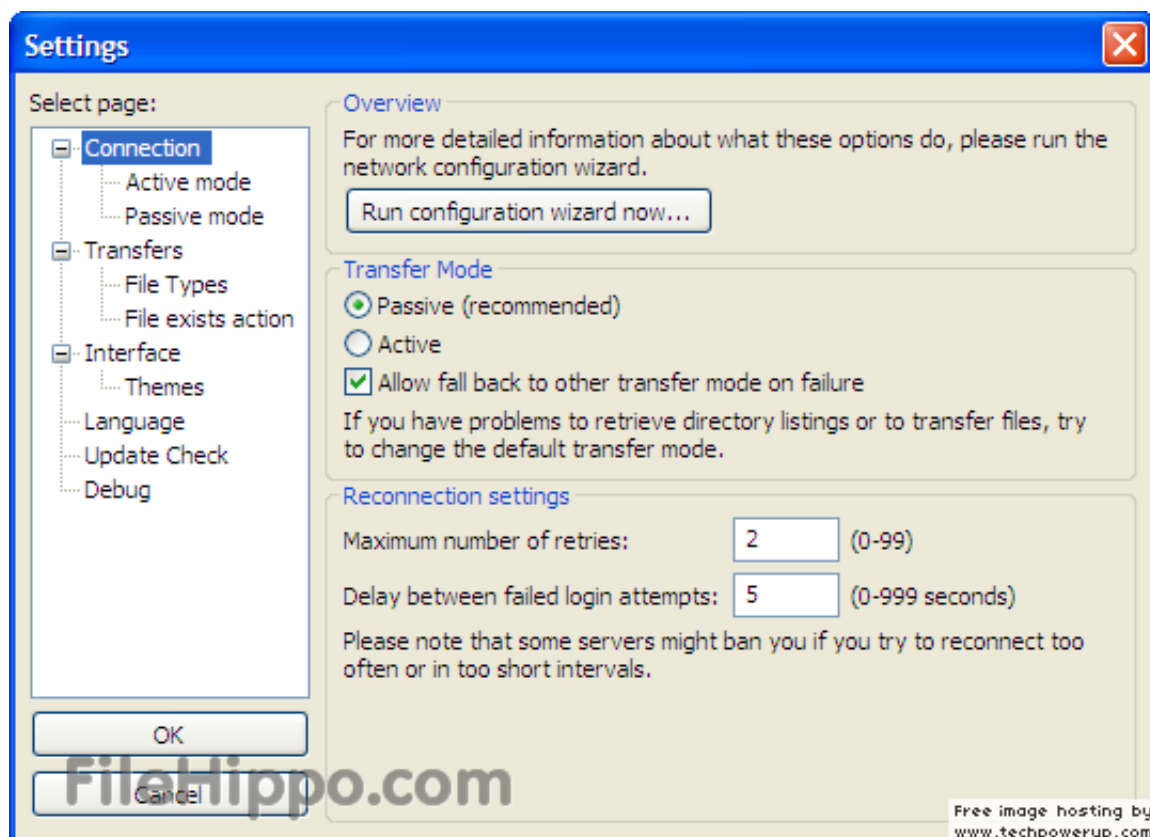 Settings
Select page:
Connection
Active mode
Passive mode
Transfers
File Types
File exists action
Interface
Themes
Language
Update Check
Debug
OK
Cancel
Overview
For more detailed information about what these options do, please run the
network configuration wizard.
Run configuration wizard now...
Transfer Mode
Passive (recommended)
Active
Allow fall back to other transfer mode on failure
If you have problems to retrieve directory listings or to transfer files, try
to change the default transfer mode.
Reconnection settings
Maximum number of retries: 2 (0-99)
Delay between failed login attempts: 5 (0-999 seconds)
Please note that some servers might ban you if you try to reconnect too
often or in too short intervals.
FileHippo.com
Free image hosting by
www.techpowerup.com